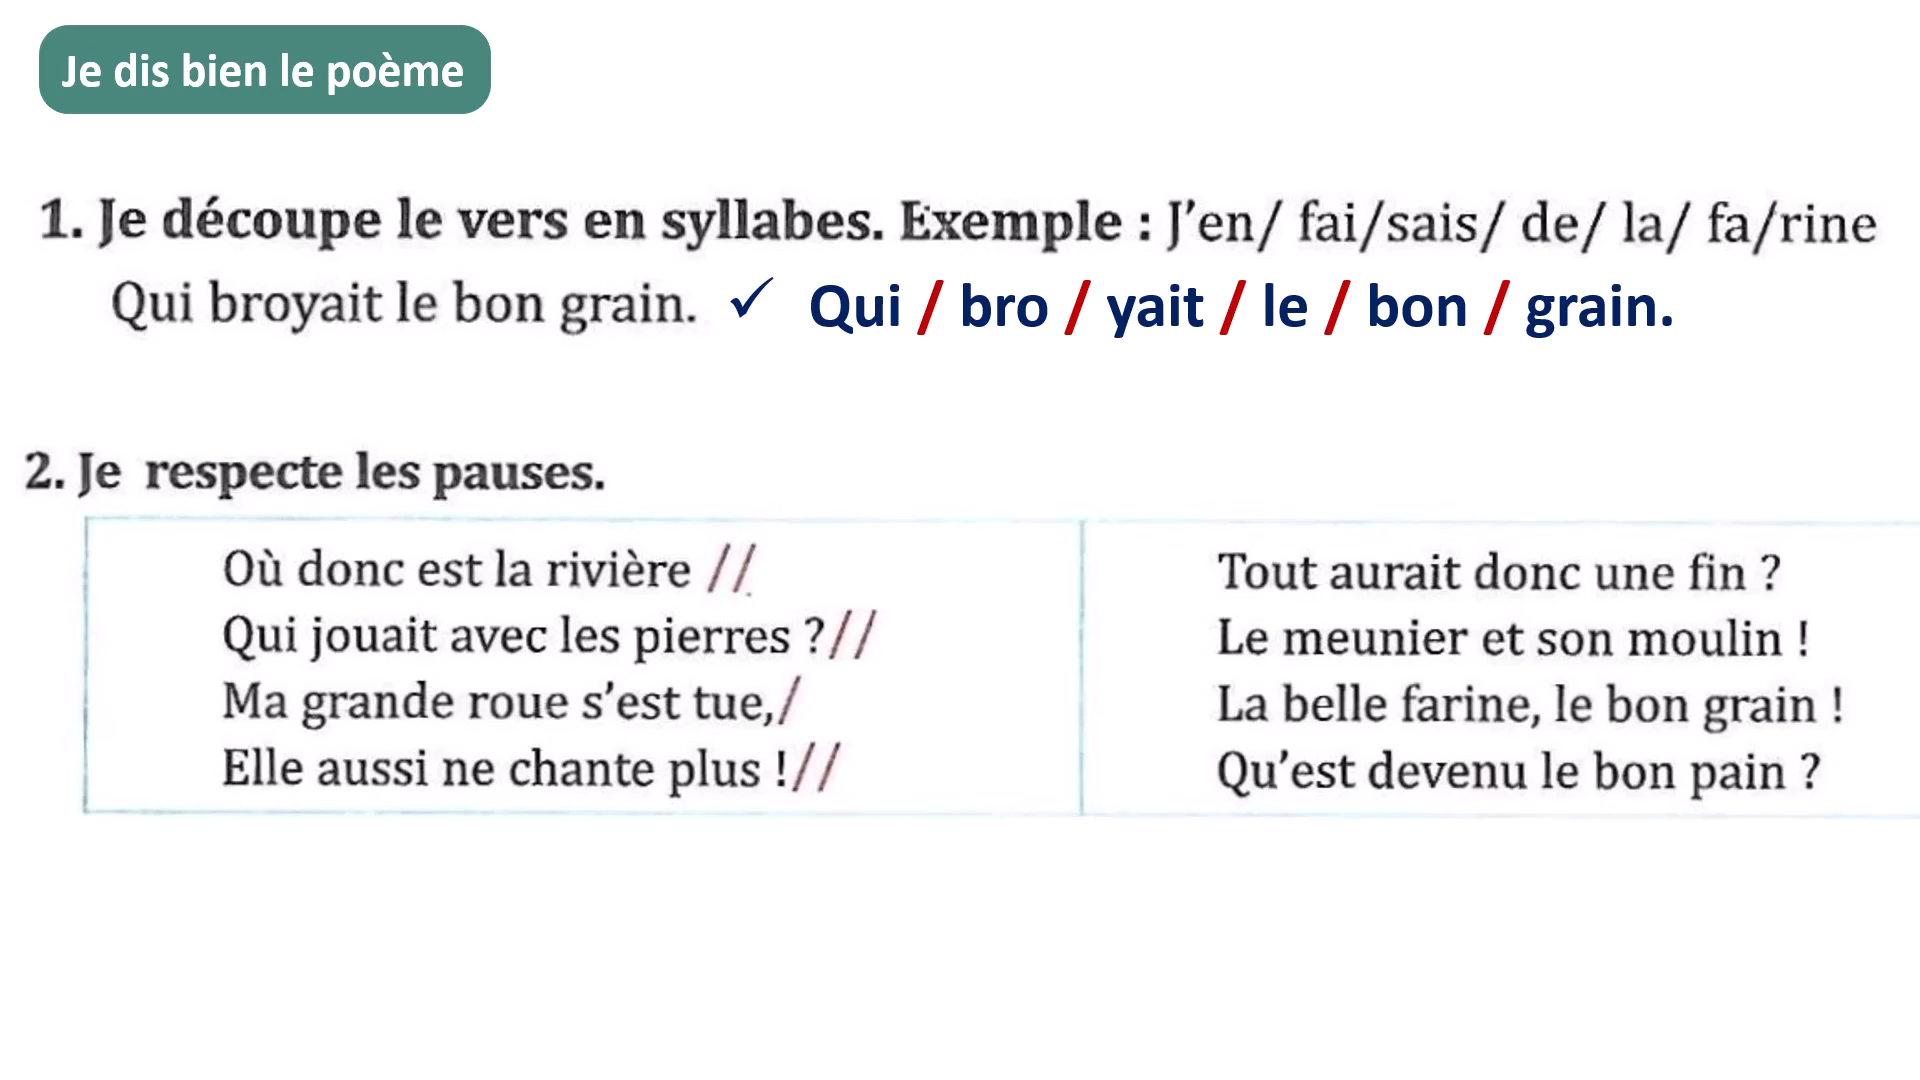 Je dis bien le poème
1. Je découpe le vers en syllabes. Exemple : J'en/ fai/sais/ de/ la/ fa/rine
Qui broyait le bon grain. ✓ Qui / bro / yait / le / bon / grain.
2. Je respecte les pauses.
Où donc est la rivière //
Qui jouait avec les pierres ?//
Ma grande roue s'est tue,/
Elle aussi ne chante plus !//
Tout aurait donc une fin ?
Le meunier et son moulin !
La belle farine, le bon grain !
Qu'est devenu le bon pain ?